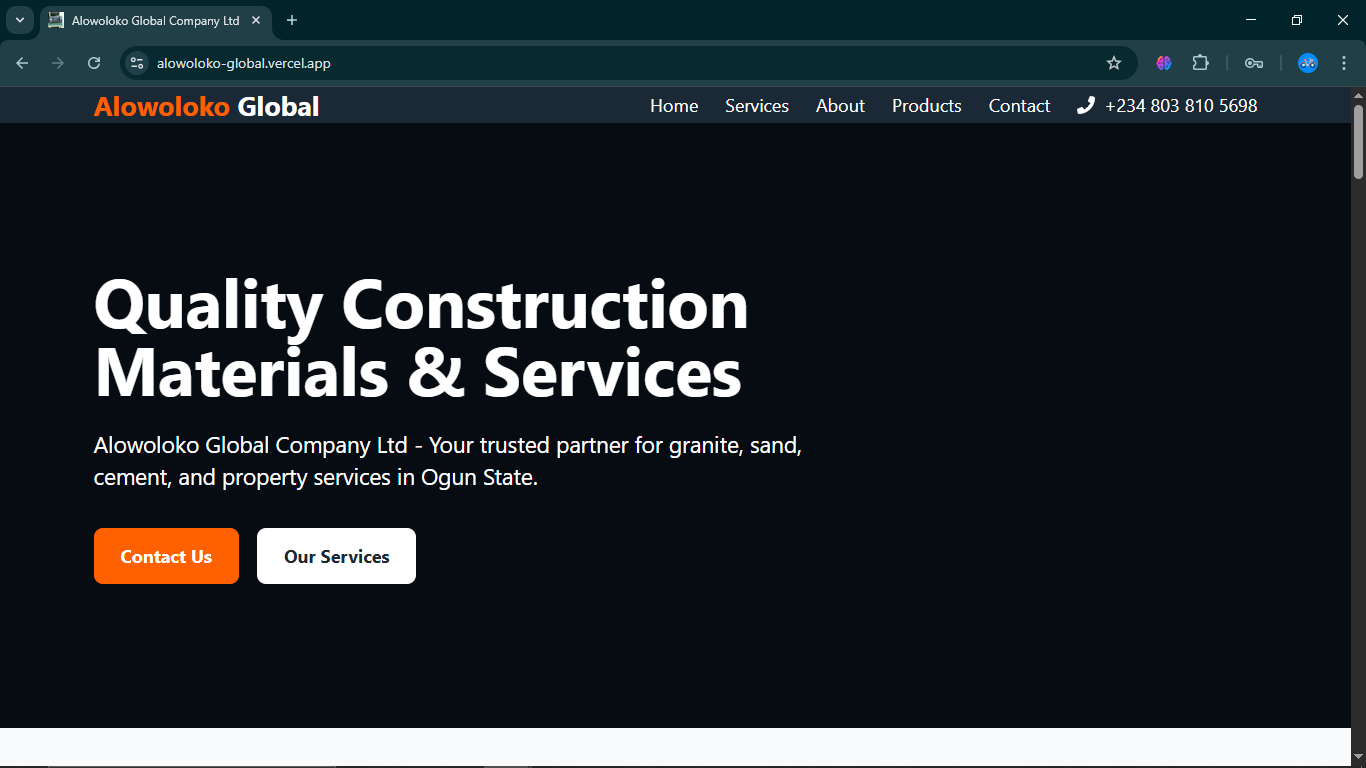 Alowoloko Global Company Ltd
alowoloko-global.vercel.app
Alowoloko Global Home Services About Products Contact +234 803 810 5698
Quality Construction
Materials & Services
Alowoloko Global Company Ltd - Your trusted partner for granite, sand,
cement, and property services in Ogun State.
Contact Us Our Services